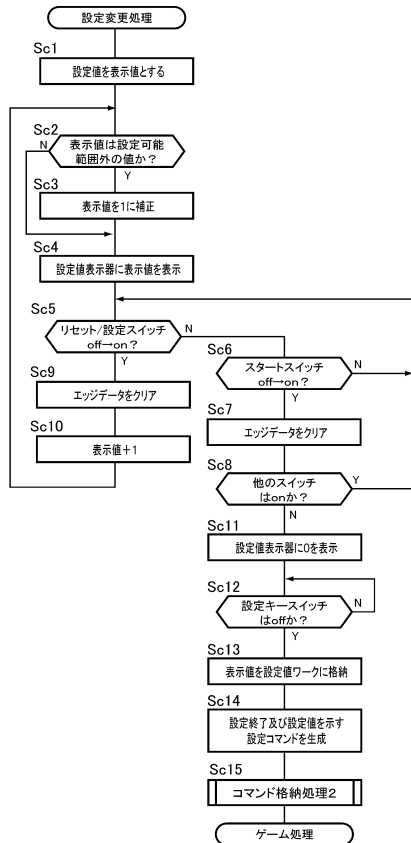 設定変更処理
Sc1
設定値を表示値とする
Sc2
N
表示値は設定可能
範囲外の値か？
Y
Sc3
表示値を1に補正
Sc4
設定値表示器に表示値を表示
Sc5
リセット/設定スイッチ
off→on？
N
Y
Sc6
スタートスイッチ
off→on？
N
Y
Sc9
エッジデータをクリア
Sc7
エッジデータをクリア
Sc10
表示値＋1
Sc8
他のスイッチ
はonか？
Y
N
Sc11
設定値表示器に0を表示
Sc12
設定キースイッチ
はoffか？
N
Y
Sc13
表示値を設定値ワークに格納
Sc14
設定終了及び設定値を示す
設定コマンドを生成
Sc15
コマンド格納処理2
ゲーム処理